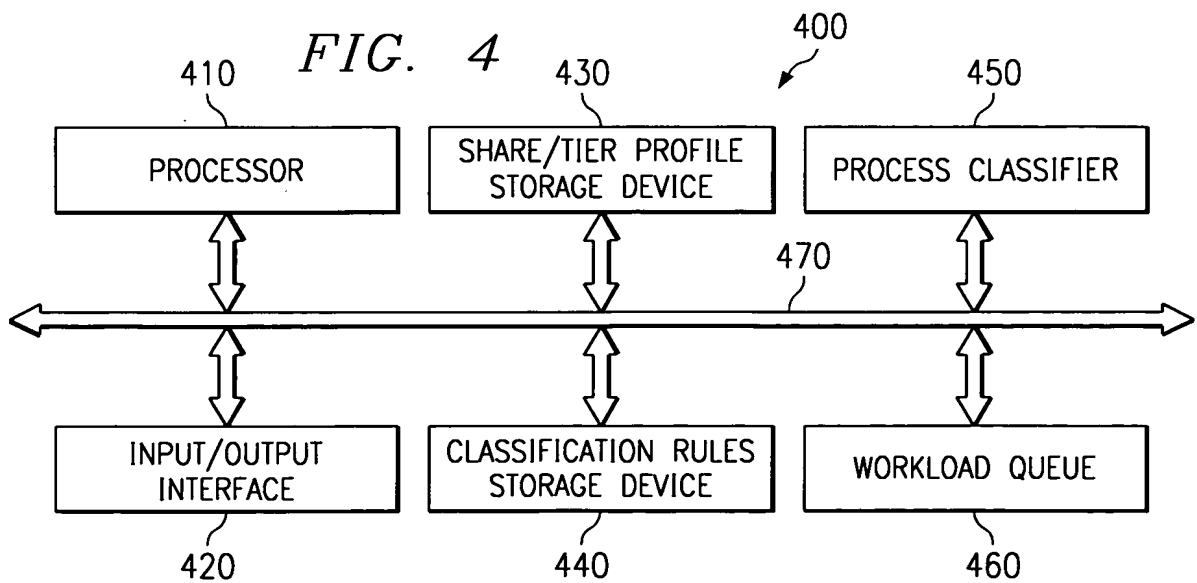 FIG. 4
400
410
430
450
PROCESSOR
SHARE/TIER PROFILE
STORAGE DEVICE
PROCESS CLASSIFIER
470
INPUT/OUTPUT
INTERFACE
CLASSIFICATION RULES
STORAGE DEVICE
WORKLOAD QUEUE
420
440
460